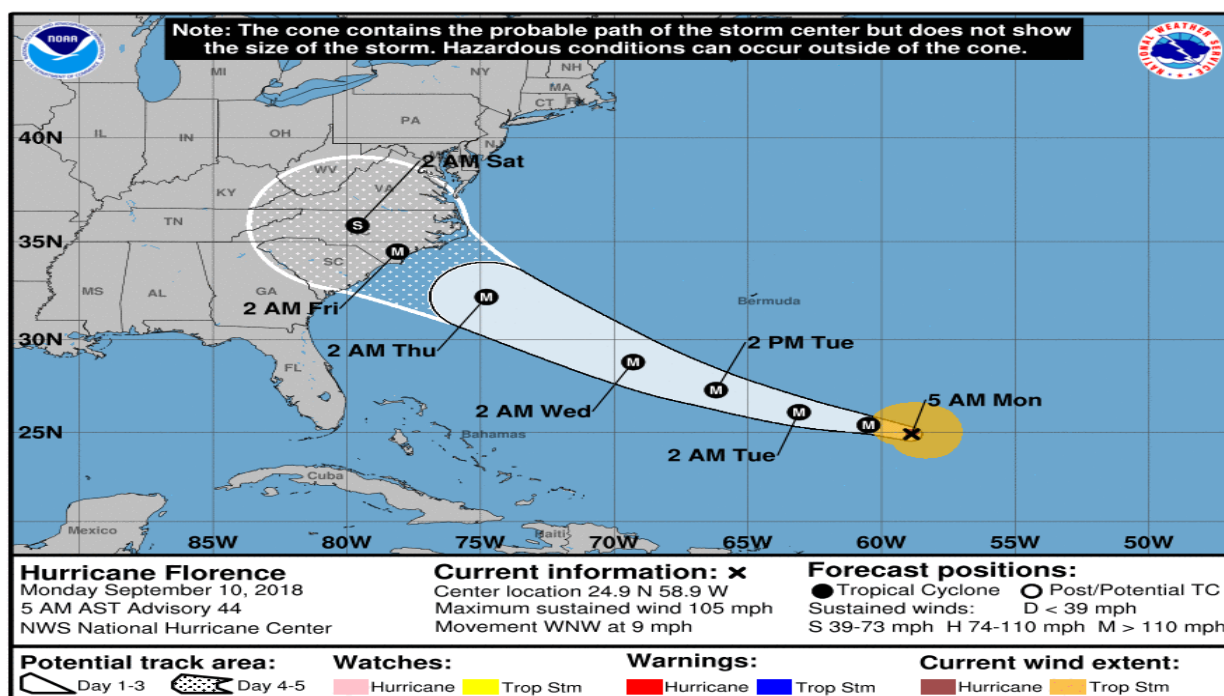 Note: The cone contains the probable path of the storm center but does not show
the size of the storm. Hazardous conditions can occur outside of the cone.
NOAA
NATIONAL WEATHER SERVICE
MI
NY
NH
MA
CT
RI
PA
NJ
40N
IL
IN
OH
2 AM Sat
WV
VA
KY
TN
35N
SC
MS
AL
GA
2 AM Fri
Bermuda
30N
2 AM Thu
2 PM Tue
FL
2 AM Wed
5 AM Mon
25N
Bahamas
2 AM Tue
S
M
M
M
M
M
M
Cuba
Mexico
Haiti
85W
80W
75W
70W
65W
60W
55W
50W
Hurricane Florence
Monday September 10, 2018
5 AM AST Advisory 44
NWS National Hurricane Center
Current information: ×
Center location 24.9 N 58.9 W
Maximum sustained wind 105 mph
Movement WNW at 9 mph
Forecast positions:
Tropical Cyclone Post/Potential TC
Sustained winds: D < 39 mph
S 39-73 mph H 74-110 mph M > 110 mph
Potential track area:
Day 1-3 Day 4-5
Watches:
Hurricane Trop Stm
Warnings:
Hurricane Trop Stm
Current wind extent:
Hurricane Trop Stm